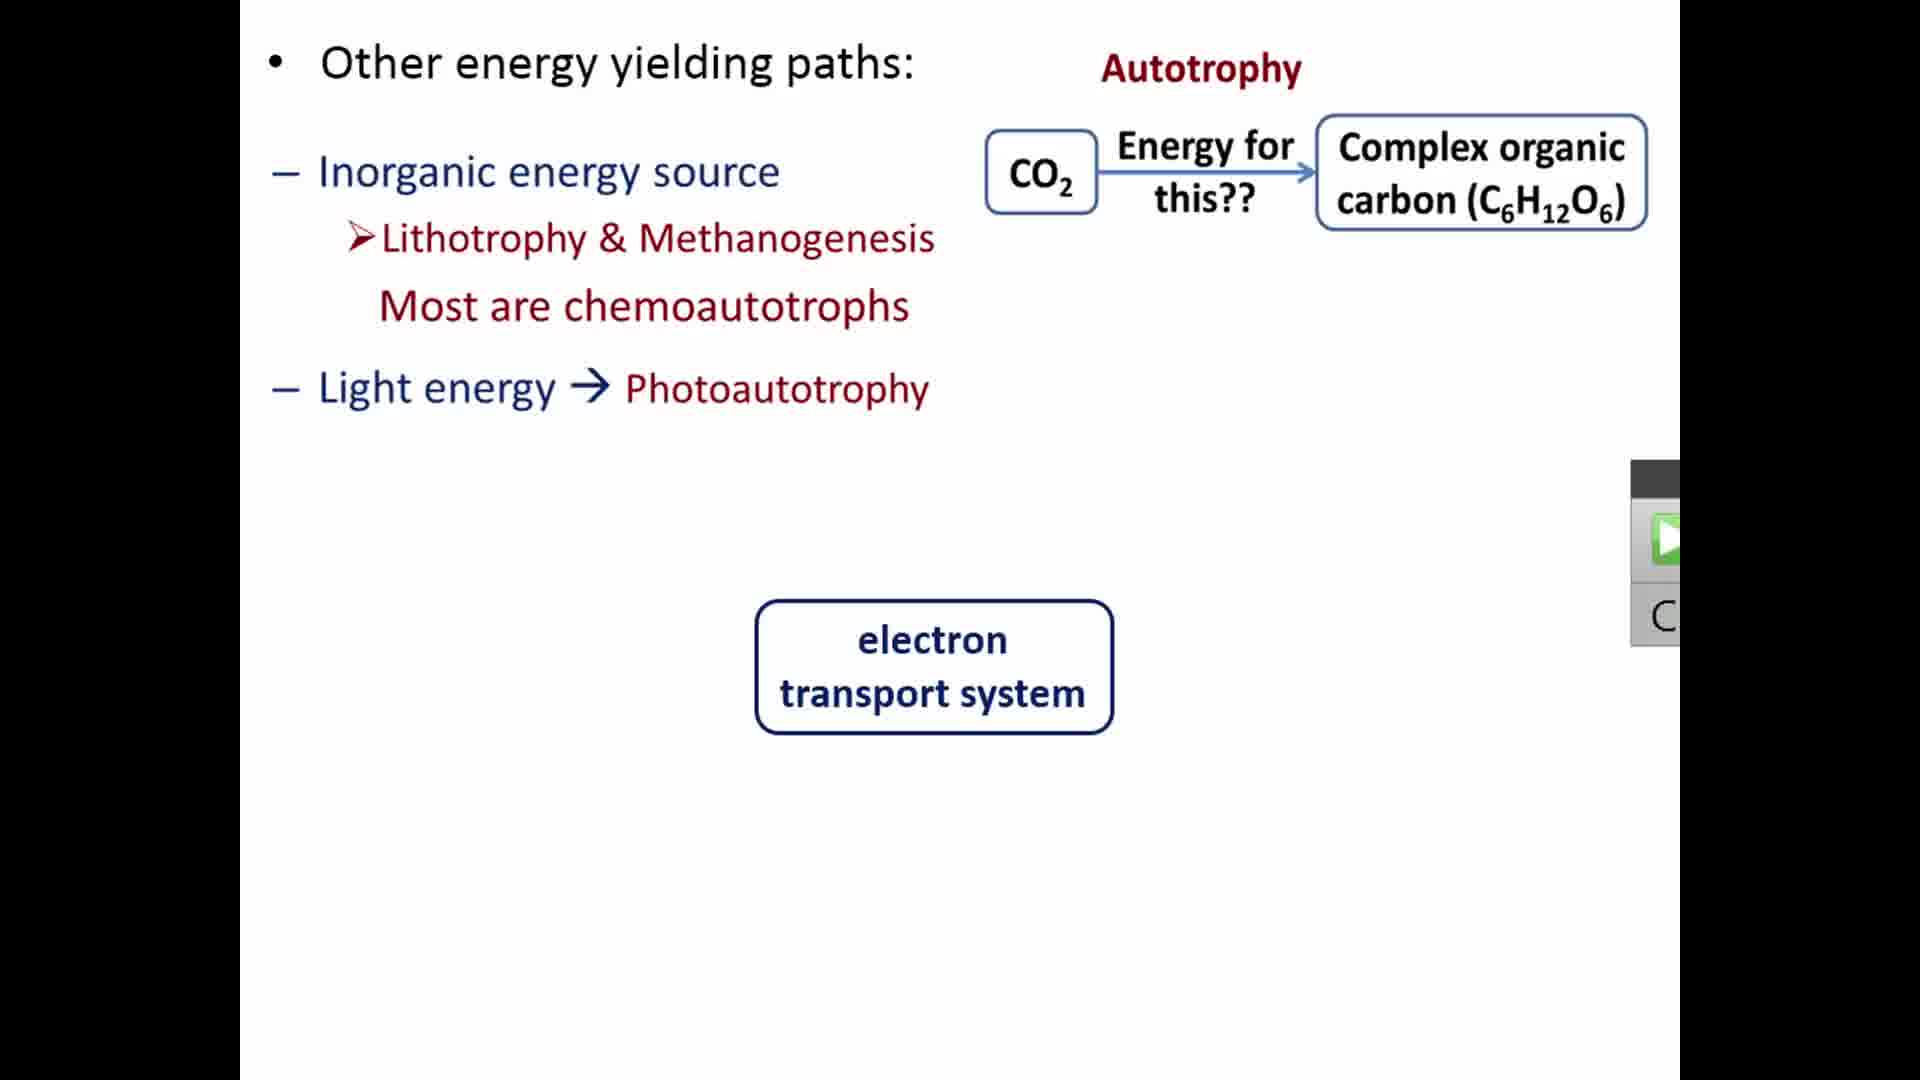 • Other energy yielding paths:
Autotrophy
CO₂
Energy for
this??
Complex organic
carbon (C₆H₁₂O₆)
– Inorganic energy source
➢Lithotrophy & Methanogenesis
Most are chemoautotrophs
– Light energy → Photoautotrophy
electron
transport system
C